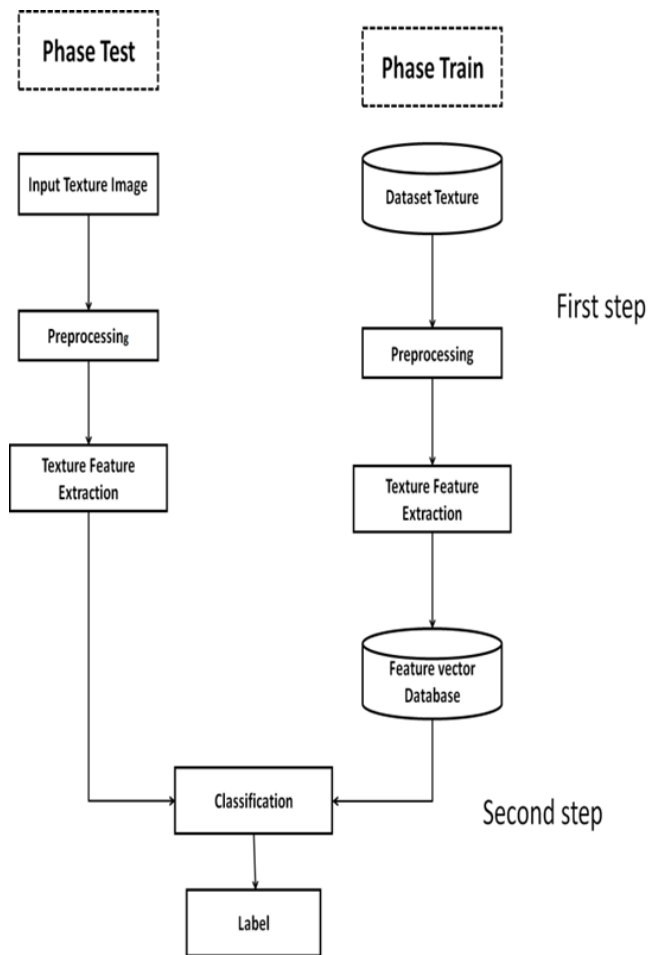 Phase Test
Phase Train
Input Texture Image
Dataset Texture
First step
Preprocessing
Preprocessing
Texture Feature
Extraction
Texture Feature
Extraction
Feature vector
Database
Classification
Second step
Label